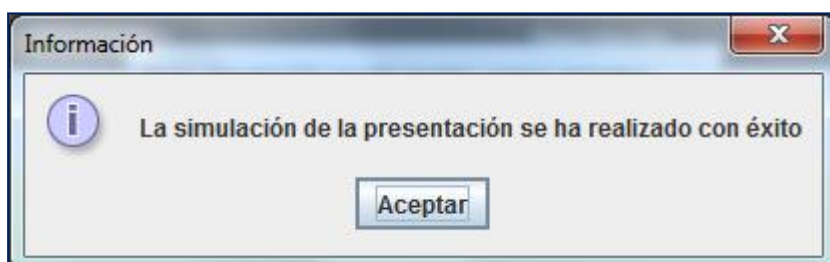 Información
La simulación de la presentación se ha realizado con éxito
Aceptar